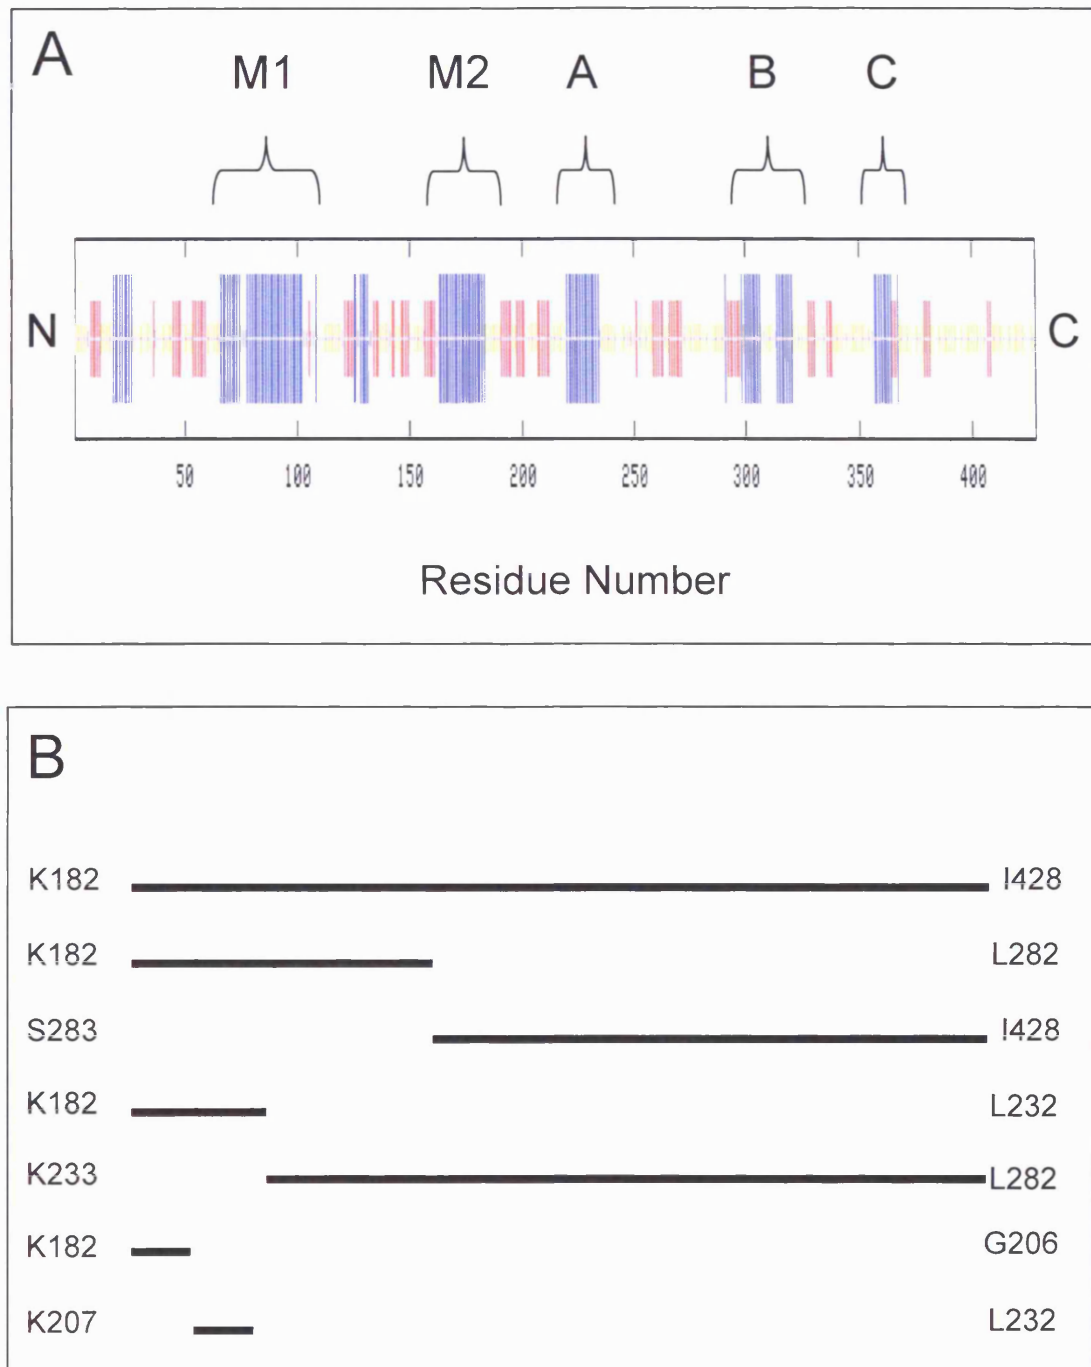 A
M1 M2 A B C
N C
50 100 150 200 250 300 350 400
Residue Number
B
K182 I428
K182 L282
S283 I428
K182 L232
K233 L282
K182 G206
K207 L232